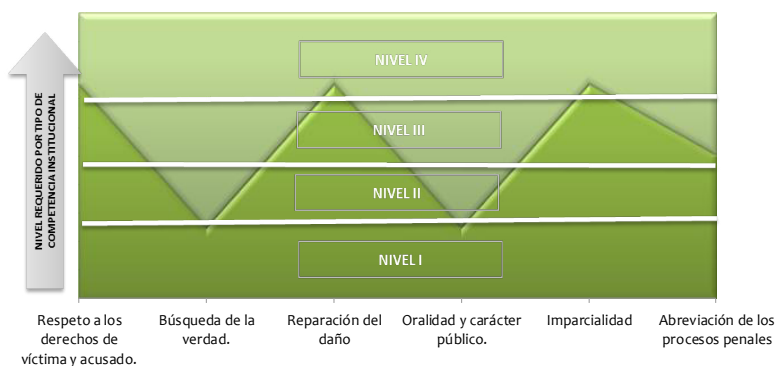 NIVEL REQUERIDO POR TIPO DE
COMPETENCIA INSTITUCIONAL
NIVEL IV
NIVEL III
NIVEL II
NIVEL I
Respeto a los
derechos de
víctima y acusado.
Búsqueda de la
verdad.
Reparación del
daño
Oralidad y carácter
público.
Imparcialidad
Abreviación de los
procesos penales